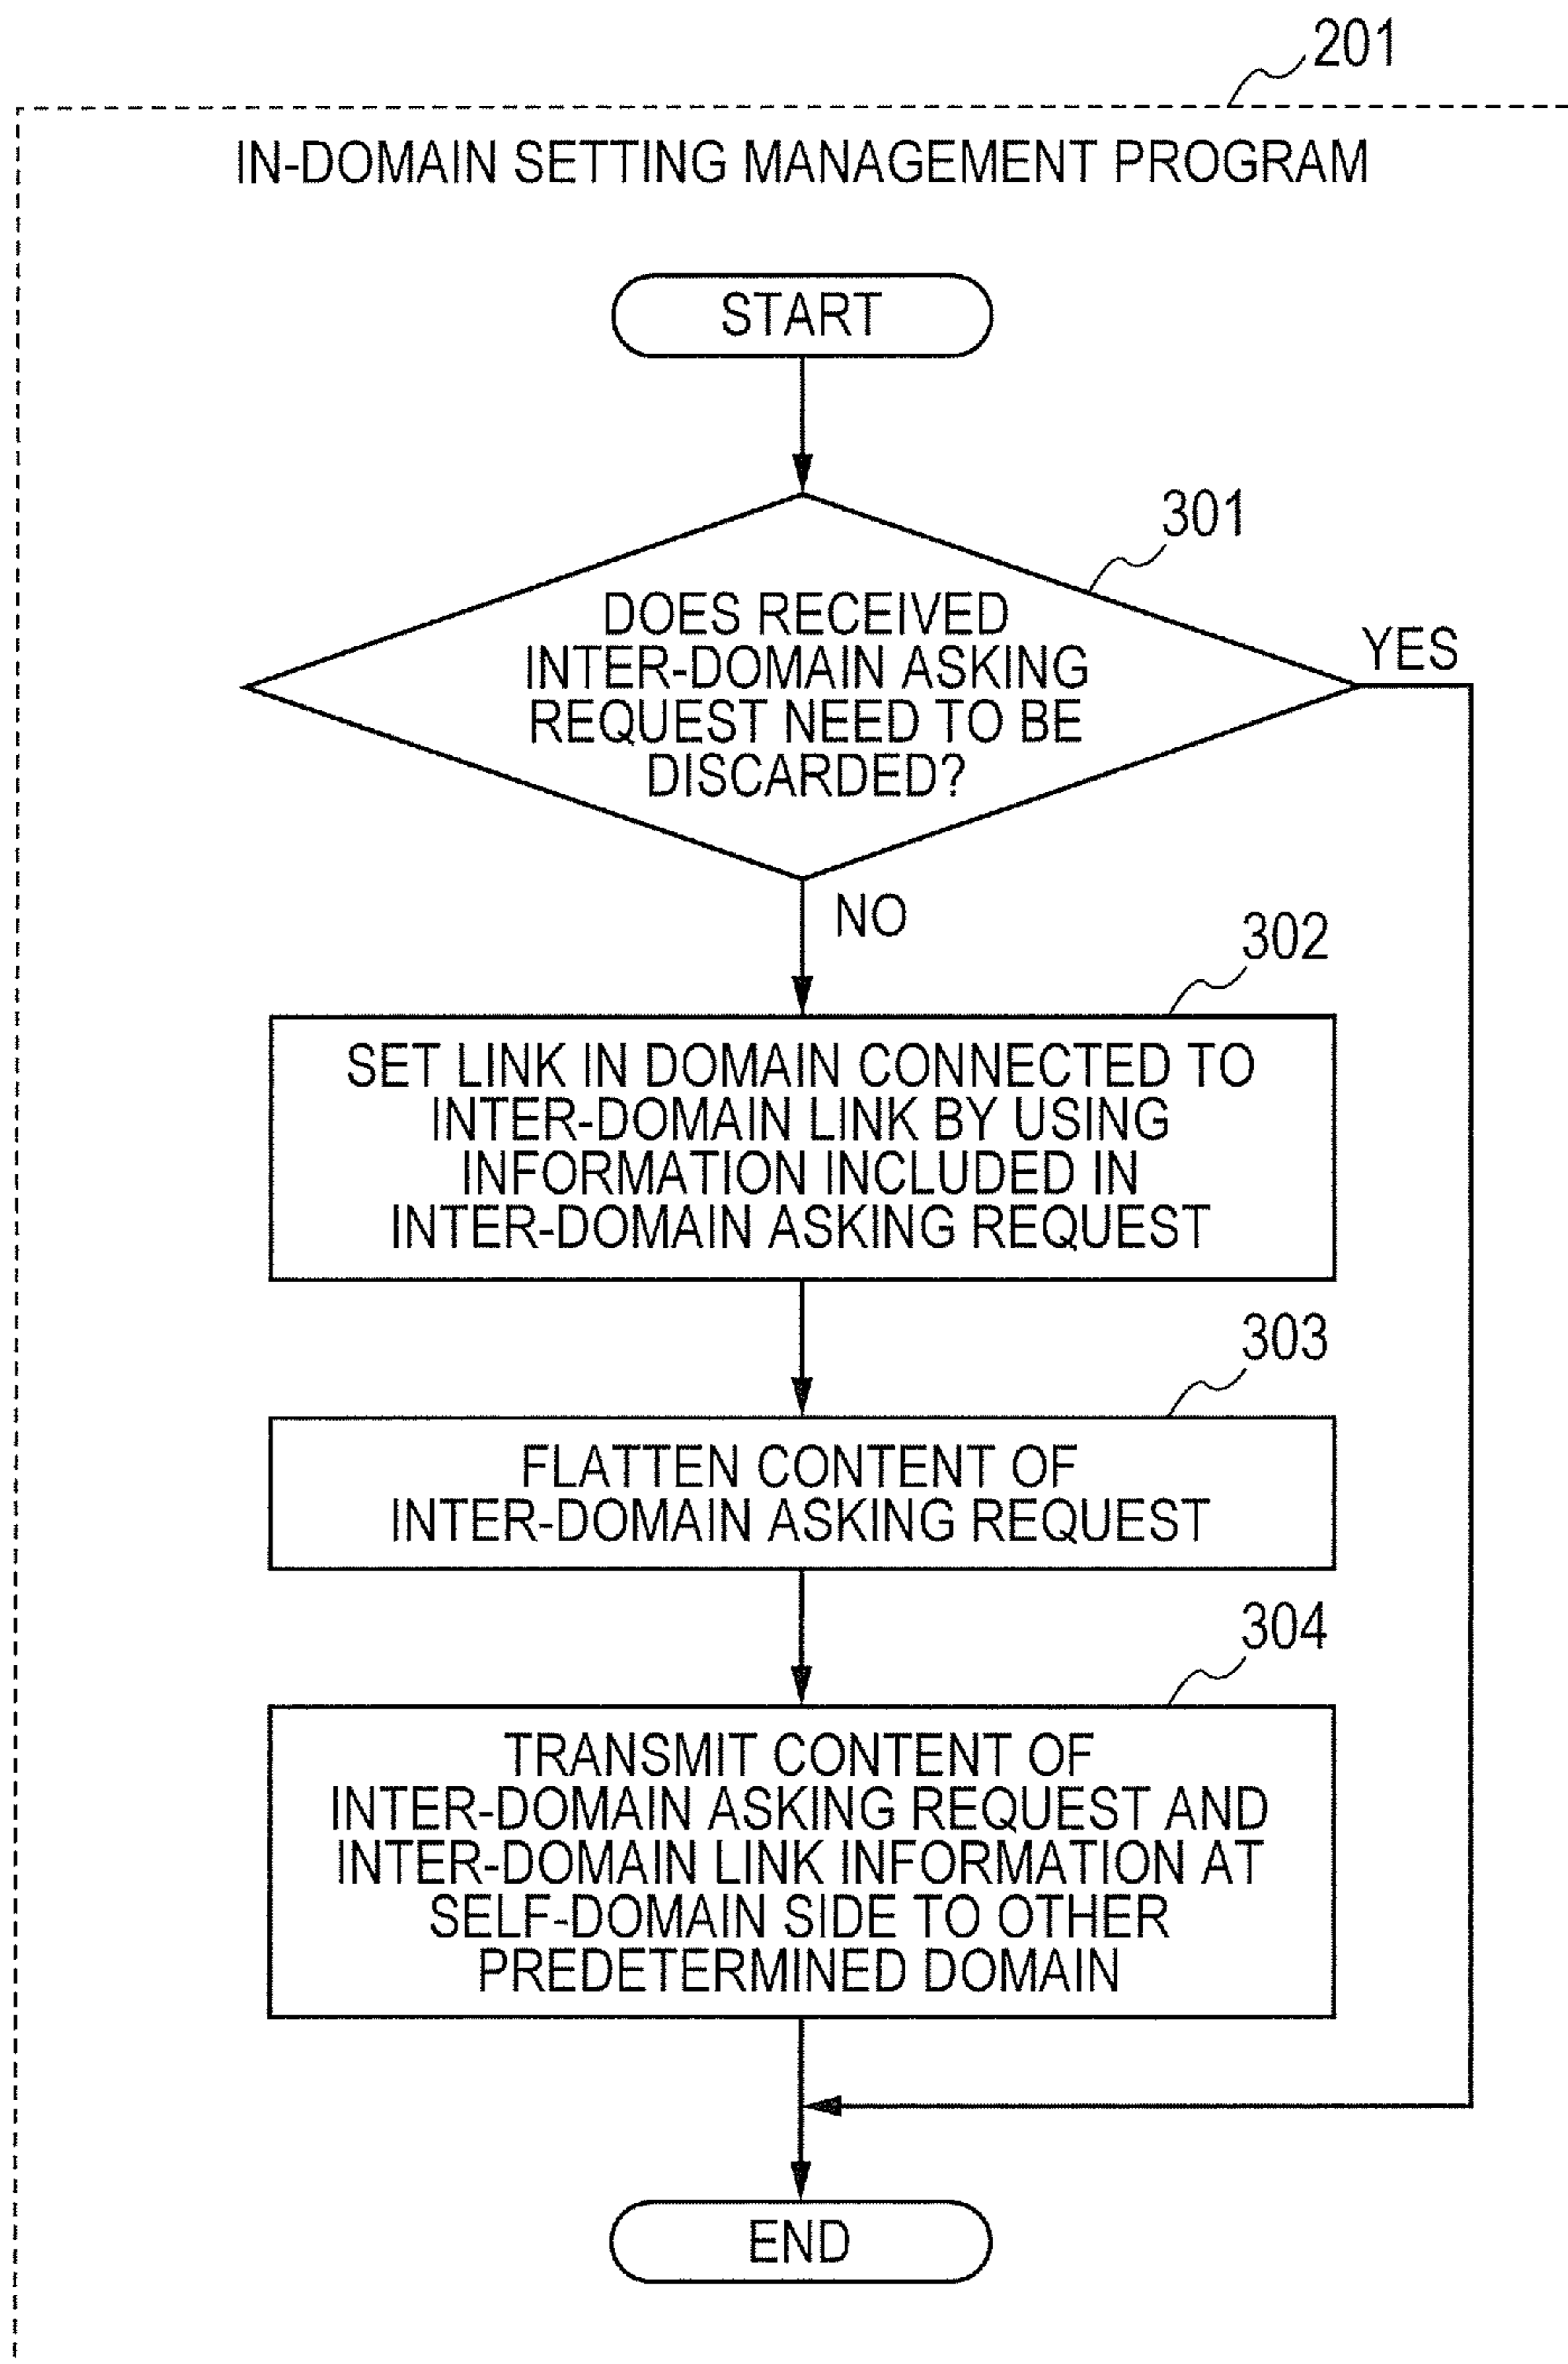 201
IN-DOMAIN SETTING MANAGEMENT PROGRAM
START
301
DOES RECEIVED
INTER-DOMAIN ASKING
REQUEST NEED TO BE
DISCARDED?
YES
NO
302
SET LINK IN DOMAIN CONNECTED TO
INTER-DOMAIN LINK BY USING
INFORMATION INCLUDED IN
INTER-DOMAIN ASKING REQUEST
303
FLATTEN CONTENT OF
INTER-DOMAIN ASKING REQUEST
304
TRANSMIT CONTENT OF
INTER-DOMAIN ASKING REQUEST AND
INTER-DOMAIN LINK INFORMATION AT
SELF-DOMAIN SIDE TO OTHER
PREDETERMINED DOMAIN
END